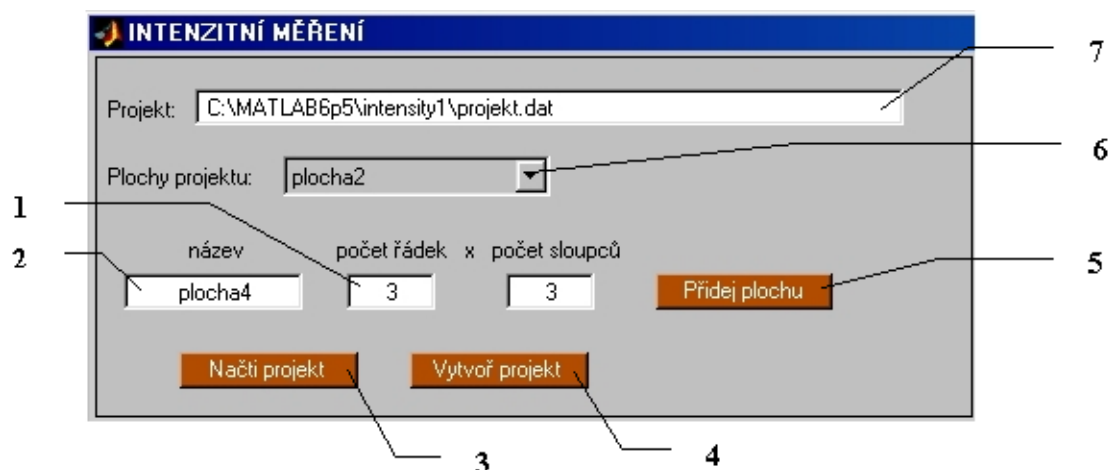 INTENZITNÍ MĚŘENÍ
7
Projekt: C:\MATLAB6p5\intensity1\projekt.dat
6
Plochy projektu: plocha2
1
2 název počet řádek x počet sloupců
5
plocha4 3 3 Přidej plochu
Načti projekt Vytvoř projekt
3 4